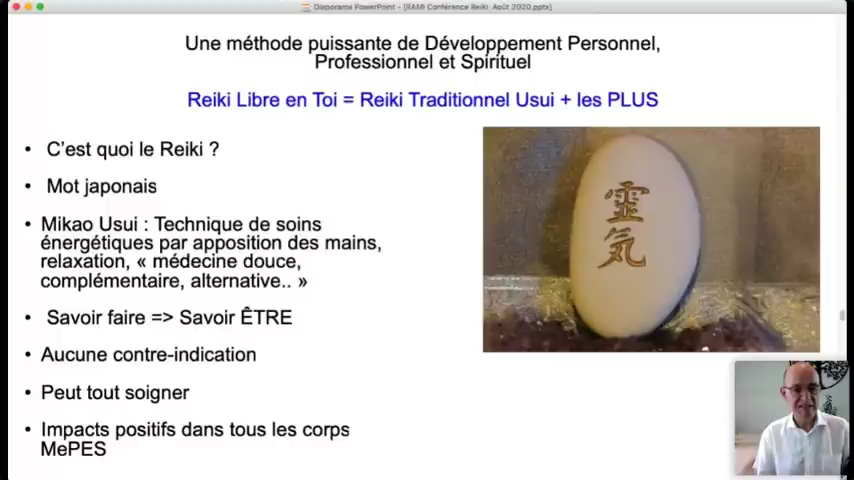 Diaporama PowerPoint - [RAMI Conférence Reiki Août 2020.pptx]
Une méthode puissante de Développement Personnel,
Professionnel et Spirituel
Reiki Libre en Toi = Reiki Traditionnel Usui + les PLUS
• C’est quoi le Reiki ?
• Mot japonais
• Mikao Usui : Technique de soins
énergétiques par apposition des mains,
relaxation, « médecine douce,
complémentaire, alternative.. »
• Savoir faire => Savoir ÊTRE
• Aucune contre-indication
• Peut tout soigner
• Impacts positifs dans tous les corps
MePES
靈
気